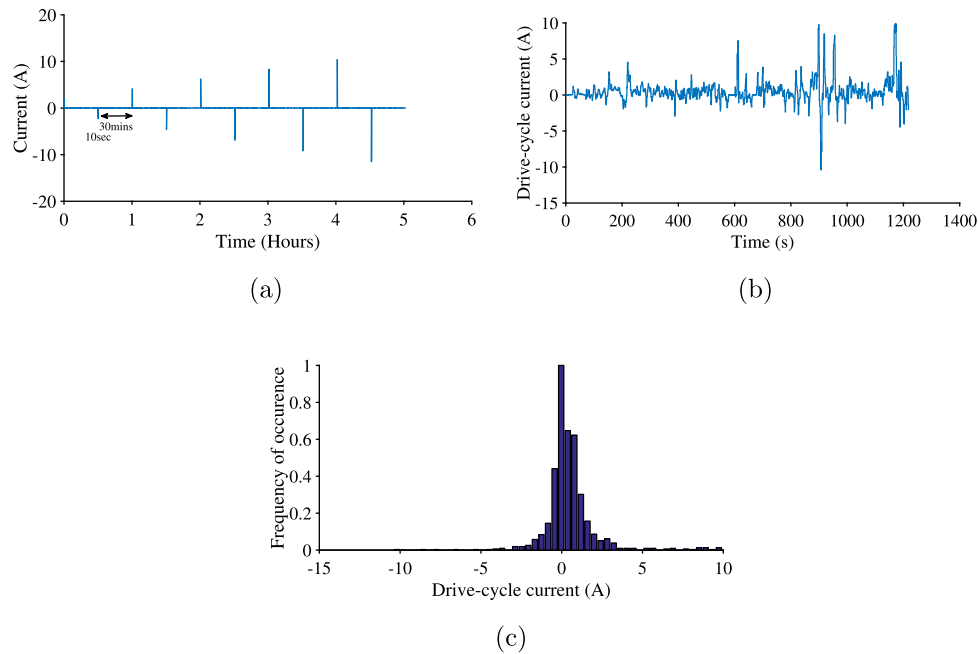 20
10
0
-10
-20
Current (A)
30mins
10sec
0 1 2 3 4 5 6
Time (Hours)
(a)
10
5
0
-5
-10
-15
Drive-cycle current (A)
0 200 400 600 800 1000 1200 1400
Time (s)
(b)
1
0.8
0.6
0.4
0.2
0
Frequency of occurence
-15 -10 -5 0 5 10
Drive-cycle current (A)
(c)